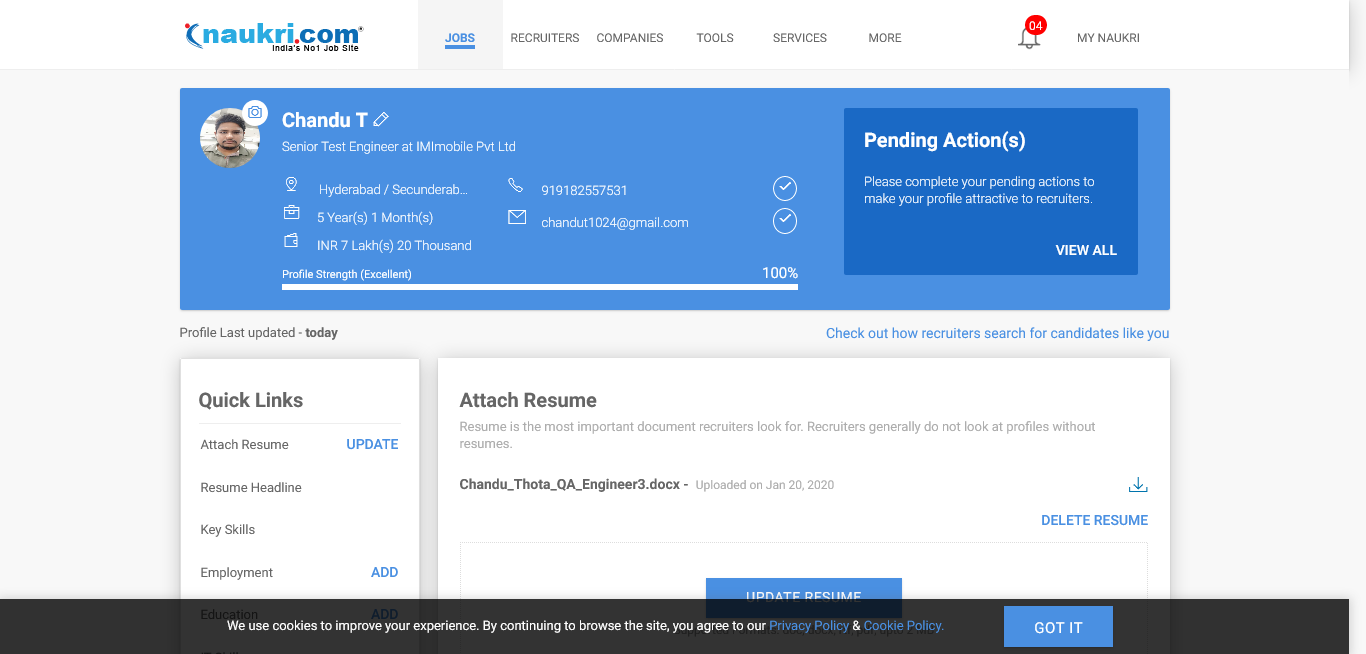 naukri.com
India's No1 Job Site
JOBS
RECRUITERS
COMPANIES
TOOLS
SERVICES
MORE
04
MY NAUKRI
Chandu T
Senior Test Engineer at IMImobile Pvt Ltd
Hyderabad / Secunderab...
919182557531
5 Year(s) 1 Month(s)
chandut1024@gmail.com
INR 7 Lakh(s) 20 Thousand
Profile Strength (Excellent)
100%
Pending Action(s)
Please complete your pending actions to
make your profile attractive to recruiters.
VIEW ALL
Profile Last updated - today
Check out how recruiters search for candidates like you
Quick Links
Attach Resume UPDATE
Resume Headline
Key Skills
Employment ADD
Education ADD
Attach Resume
Resume is the most important document recruiters look for. Recruiters generally do not look at profiles without
resumes.
Chandu_Thota_QA_Engineer3.docx - Uploaded on Jan 20, 2020
DELETE RESUME
UPDATE RESUME
We use cookies to improve your experience. By continuing to browse the site, you agree to our Privacy Policy & Cookie Policy.
GOT IT